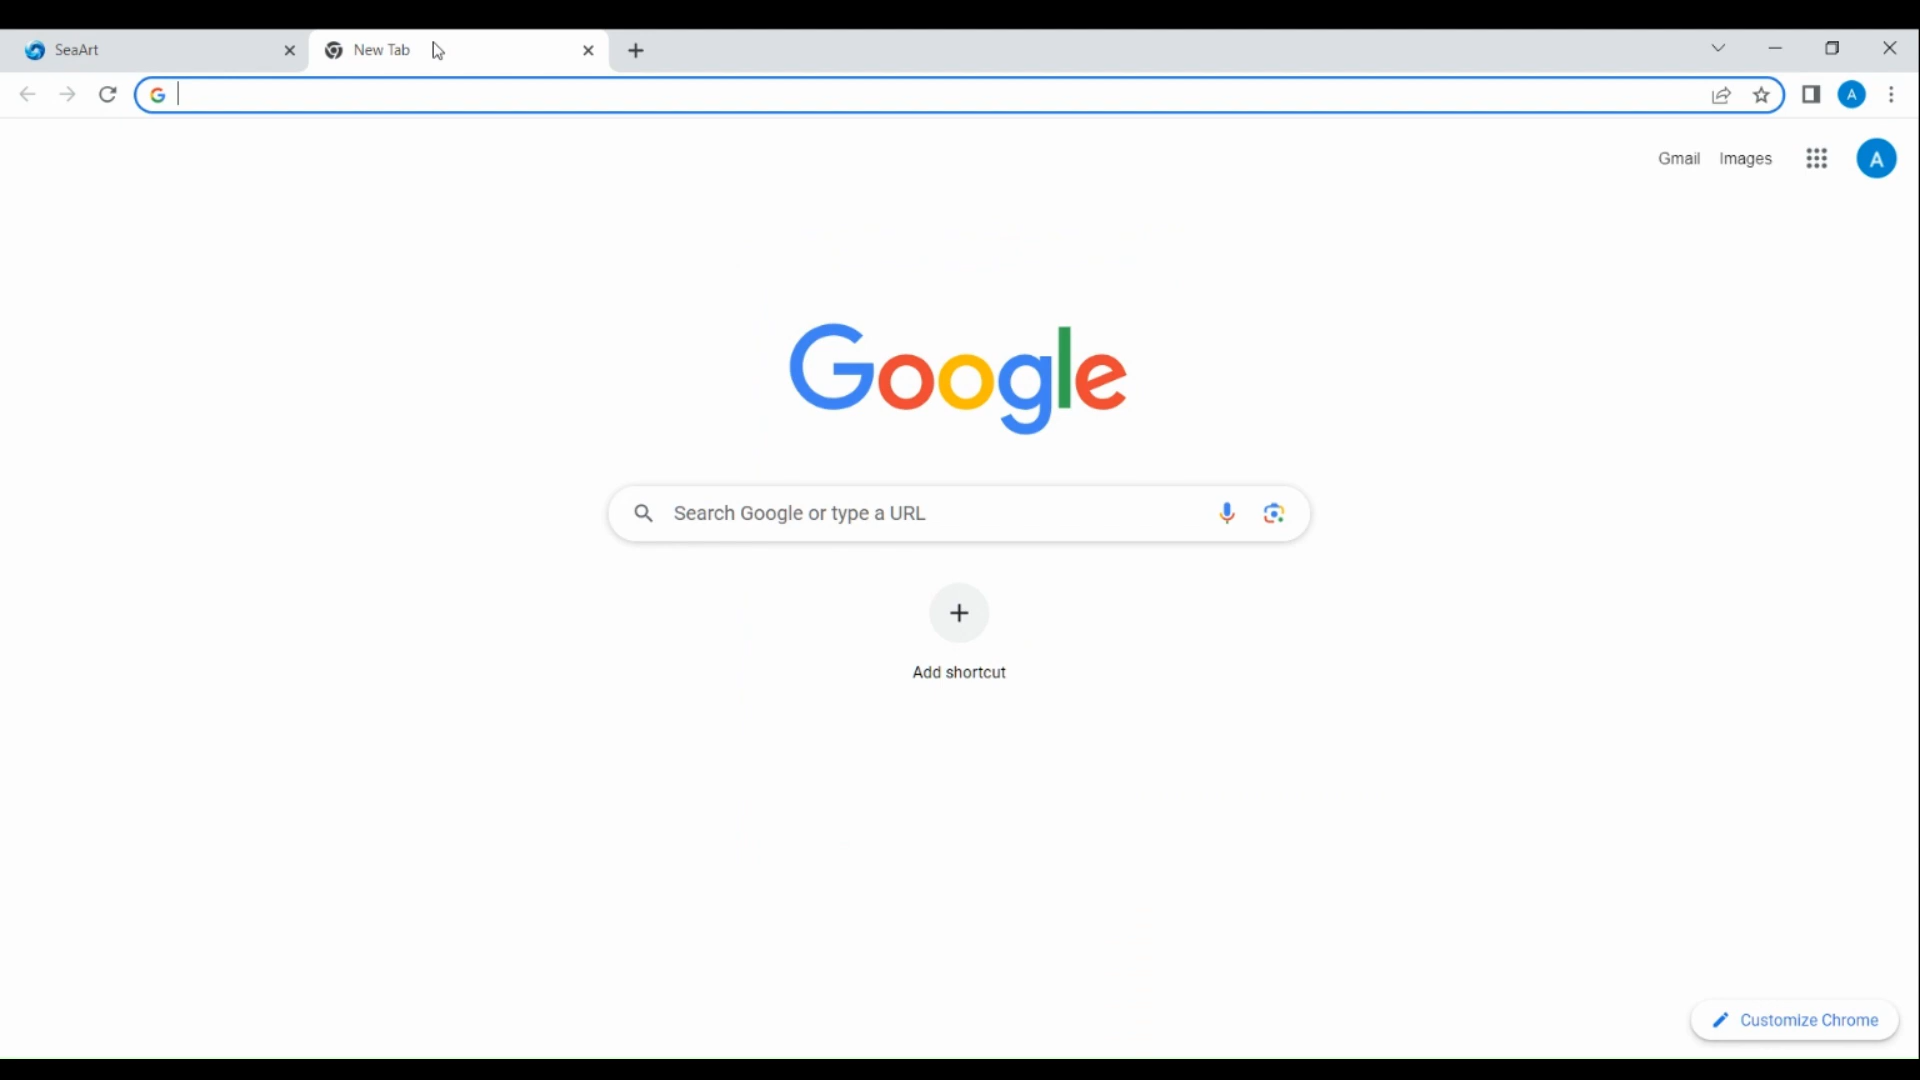 SeaArt
New Tab
Gmail Images
A
A
Google
Search Google or type a URL
Add shortcut
Customize Chrome